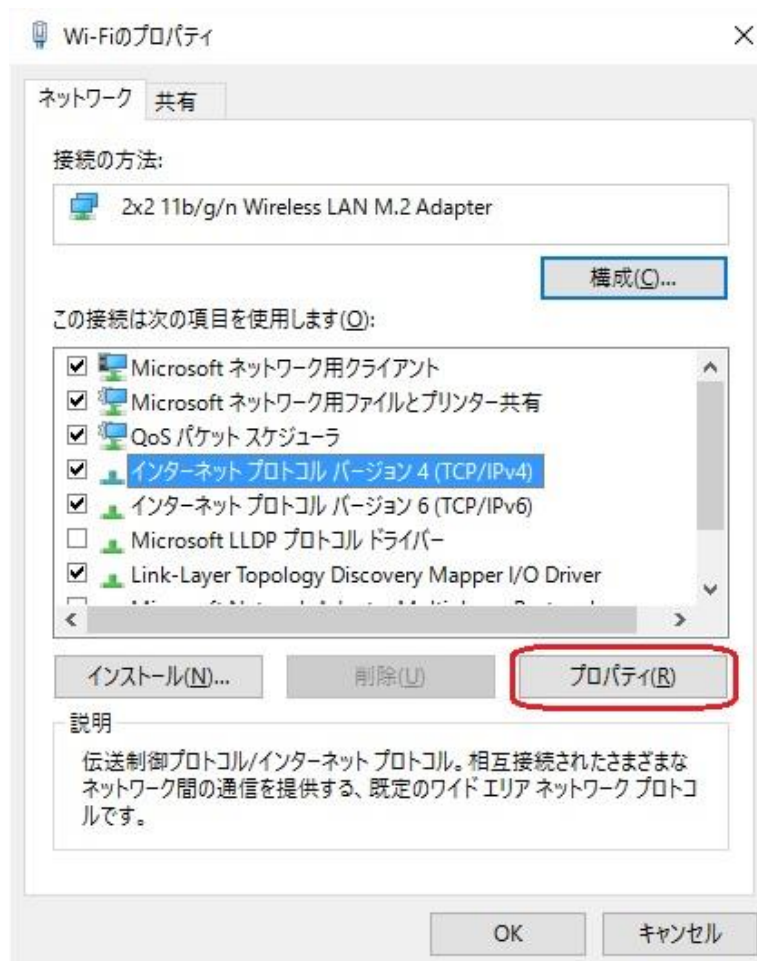 Wi-Fiのプロパティ
ネットワーク 共有
接続の方法:
2x2 11b/g/n Wireless LAN M.2 Adapter
構成(C)...
この接続は次の項目を使用します(O):
Microsoft ネットワーク用クライアント
Microsoft ネットワーク用ファイルとプリンター共有
QoS パケット スケジューラ
インターネット プロトコル バージョン 4 (TCP/IPv4)
インターネット プロトコル バージョン 6 (TCP/IPv6)
Microsoft LLDP プロトコル ドライバー
Link-Layer Topology Discovery Mapper I/O Driver
インストール(N)... 削除(U) プロパティ(R)
説明
伝送制御プロトコル/インターネット プロトコル。相互接続されたさまざまな
ネットワーク間の通信を提供する、既定のワイド エリア ネットワーク プロトコ
ルです。
OK キャンセル